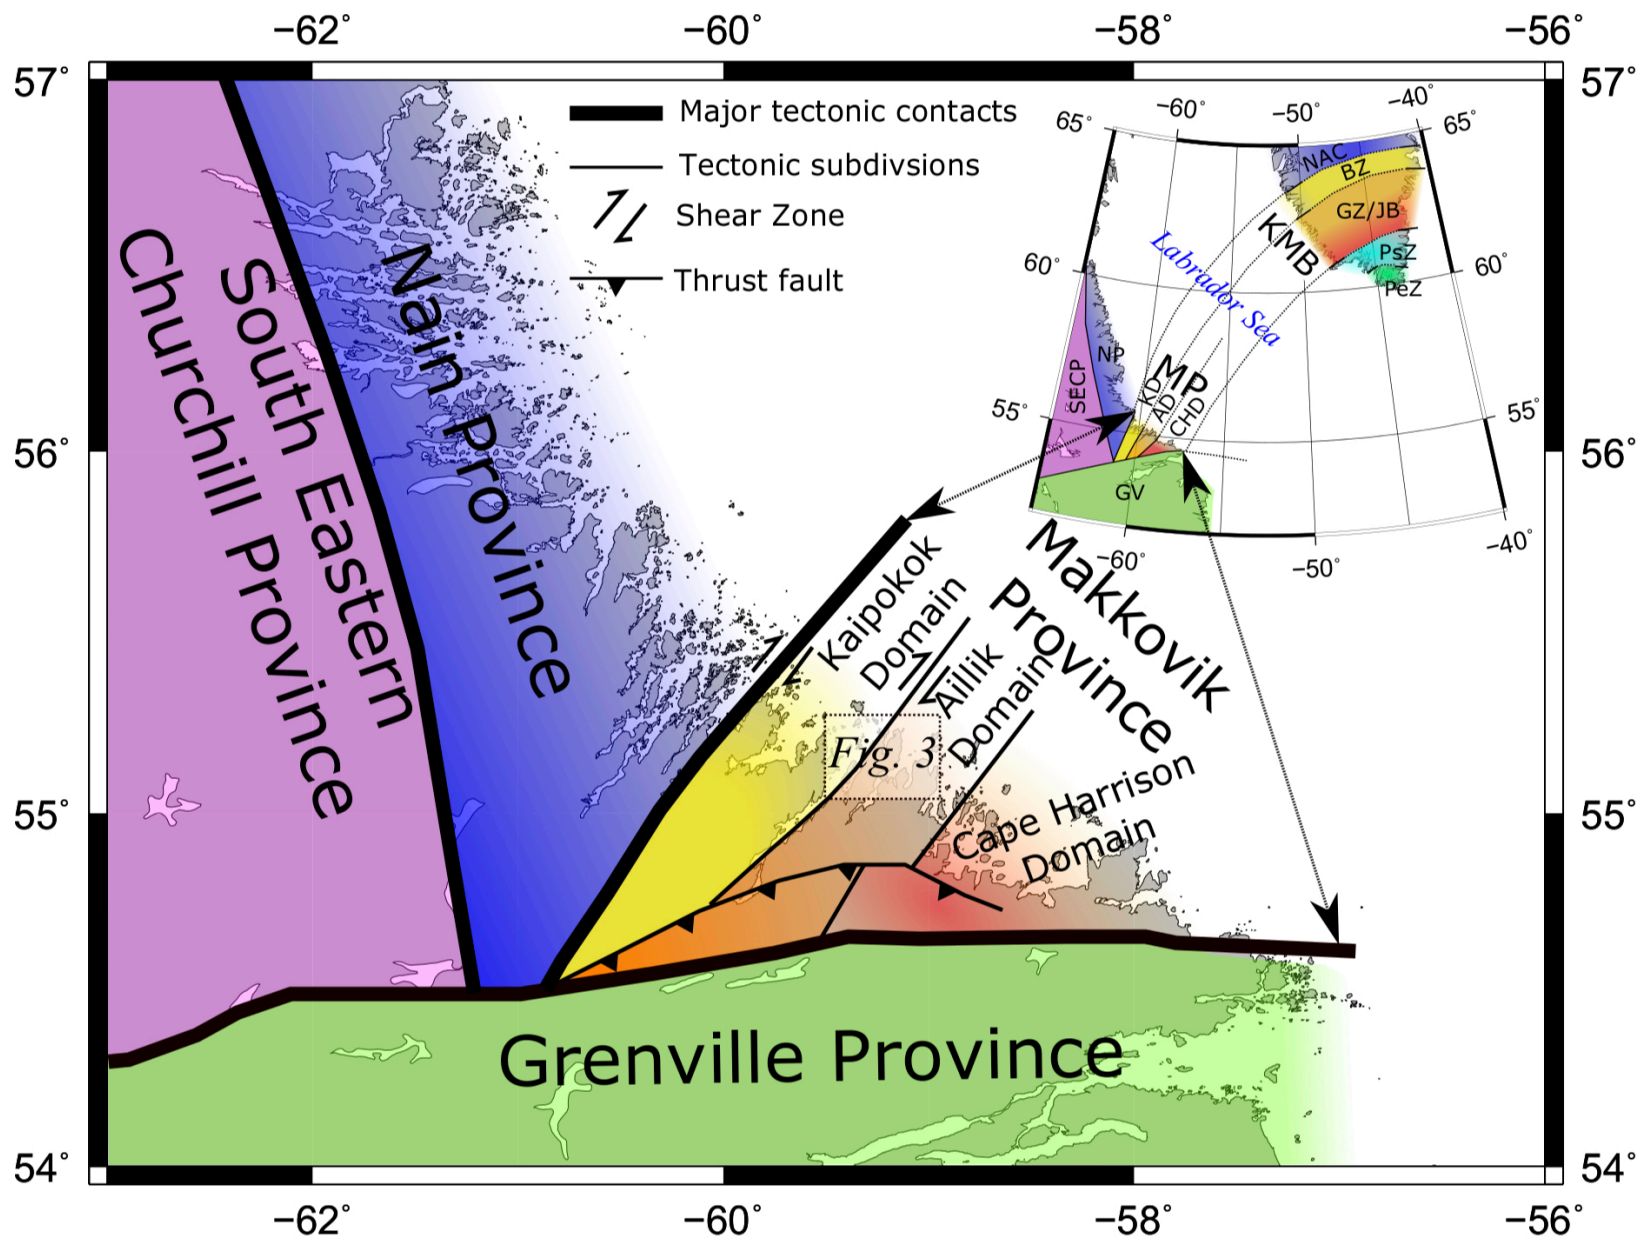 −62°
−60°
−58°
−56°
57°
57°
56°
56°
55°
55°
54°
54°
−62°
−60°
−58°
−56°
Major tectonic contacts
Tectonic subdivsions
Shear Zone
Thrust fault
South Eastern
Churchill Province
Nain Province
Kaipokok
Domain
Aillik
Domain
Makkovik
Province
Cape Harrison
Domain
Fig. 3
Grenville Province
−60°
−50°
−40°
65°
65°
60°
60°
55°
55°
−60°
−50°
−40°
NAC
BZ
GZ/JB
PsZ
PeZ
KMB
Labrador Sea
NP
SECP
MP
KD
AD
CHD
GV